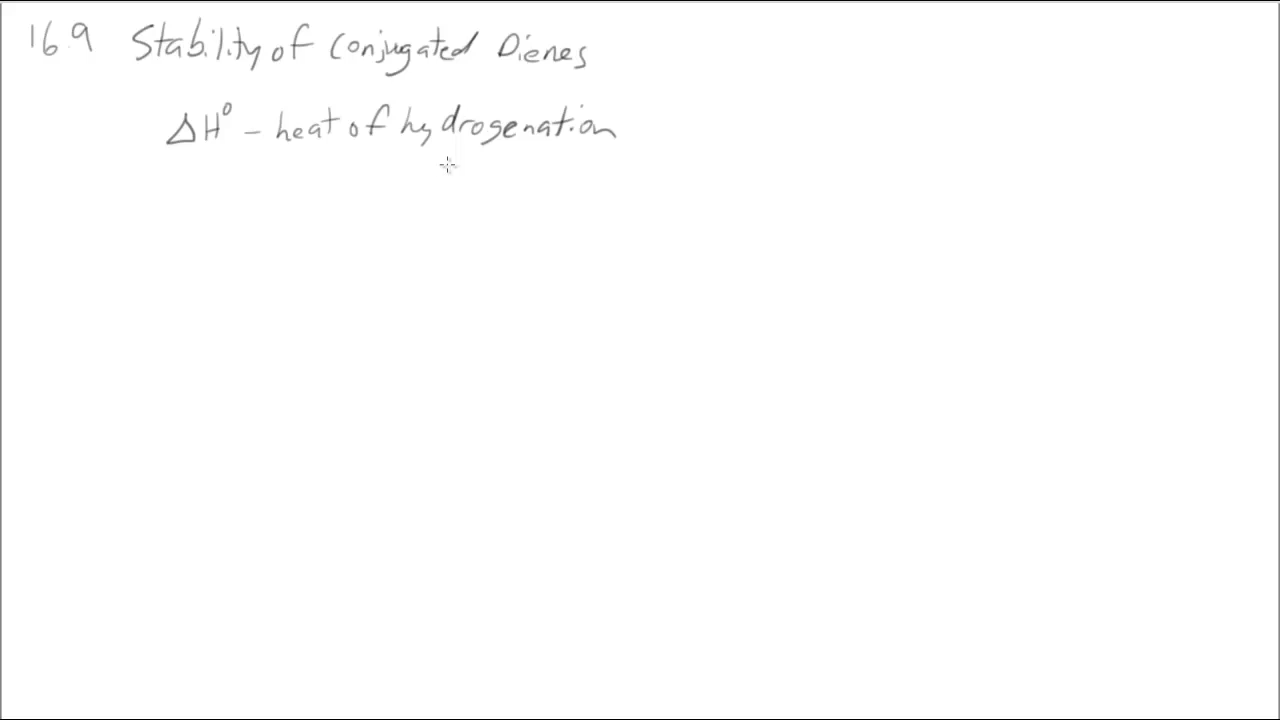 16.9 Stability of Conjugated Dienes
ΔH° - heat of hydrogenation